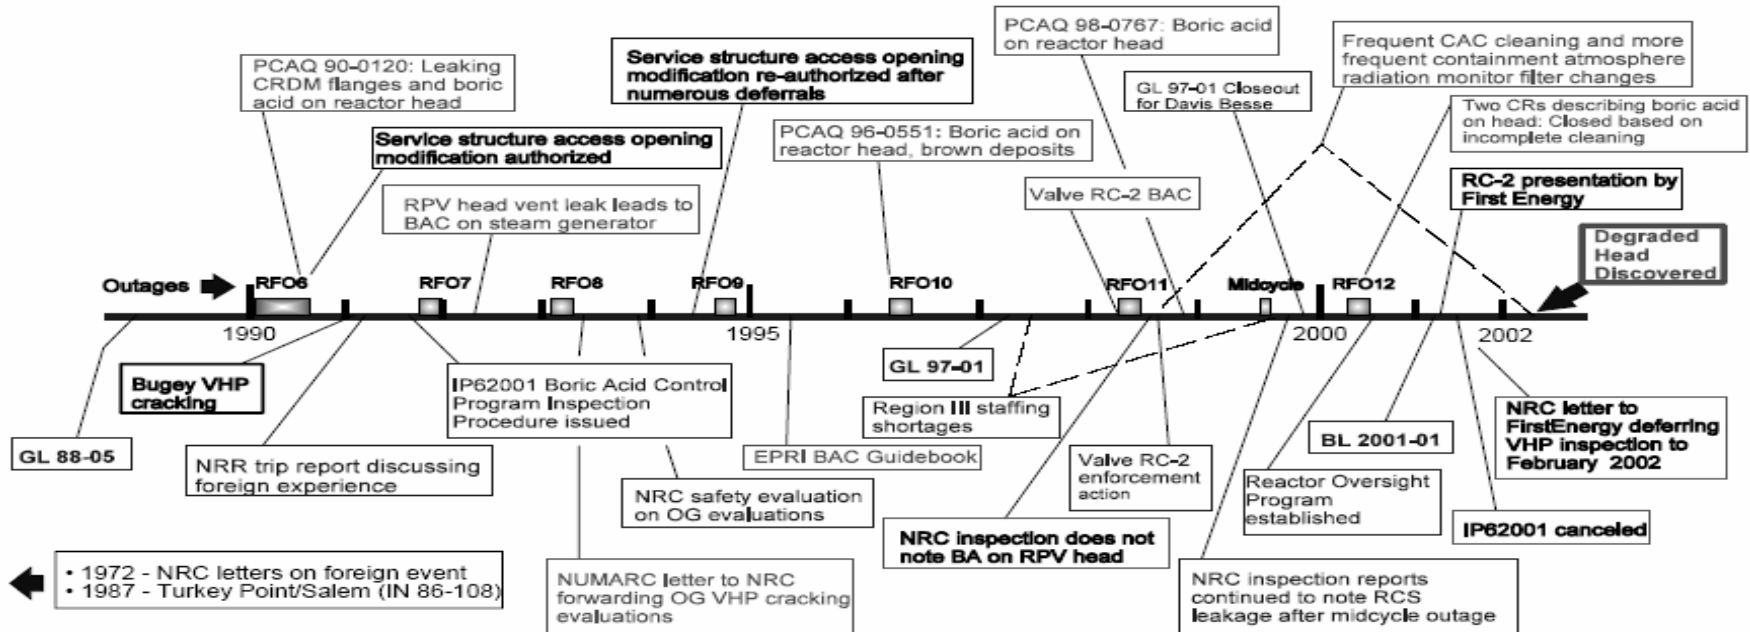 PCAQ 90-0120: Leaking
CRDM flanges and boric
acid on reactor head
Service structure access opening
modification authorized
RPV head vent leak leads to
BAC on steam generator
Service structure access opening
modification re-authorized after
numerous deferrals
PCAQ 96-0551: Boric acid on
reactor head, brown deposits
PCAQ 98-0767: Boric acid
on reactor head
Valve RC-2 BAC
GL 97-01 Closeout
for Davis Besse
Frequent CAC cleaning and more
frequent containment atmosphere
radiation monitor filter changes
Two CRs describing boric acid
on head: Closed based on
incomplete cleaning
RC-2 presentation by
First Energy
Degraded
Head
Discovered
Outages
RFO6
RFO7
RFO8
RFO9
RFO10
RFO11
Midcycle
RFO12
1990
1995
2000
2002
GL 88-05
Bugey VHP
cracking
NRR trip report discussing
foreign experience
IP62001 Boric Acid Control
Program Inspection
Procedure issued
NUMARC letter to NRC
forwarding OG VHP cracking
evaluations
NRC safety evaluation
on OG evaluations
EPRI BAC Guidebook
GL 97-01
Region III staffing
shortages
NRC inspection does not
note BA on RPV head
Valve RC-2
enforcement
action
NRC inspection reports
continued to note RCS
leakage after midcycle outage
Reactor Oversight
Program
established
BL 2001-01
IP62001 canceled
NRC letter to
FirstEnergy deferring
VHP inspection to
February 2002
• 1972 - NRC letters on foreign event
• 1987 - Turkey Point/Salem (IN 86-108)